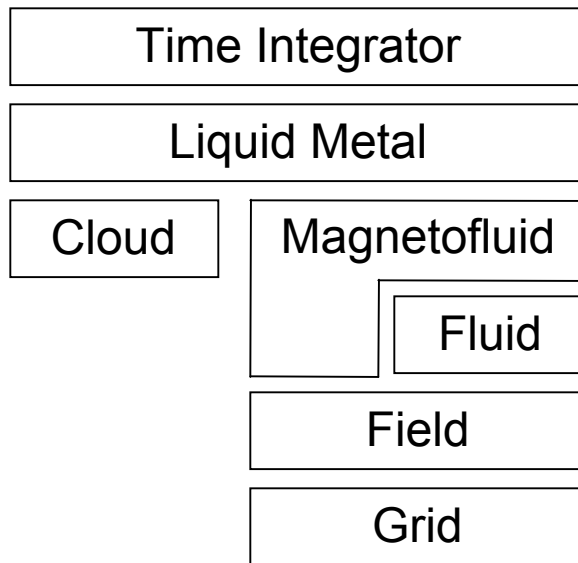 Time Integrator
Liquid Metal
Cloud
Magnetofluid
Fluid
Field
Grid